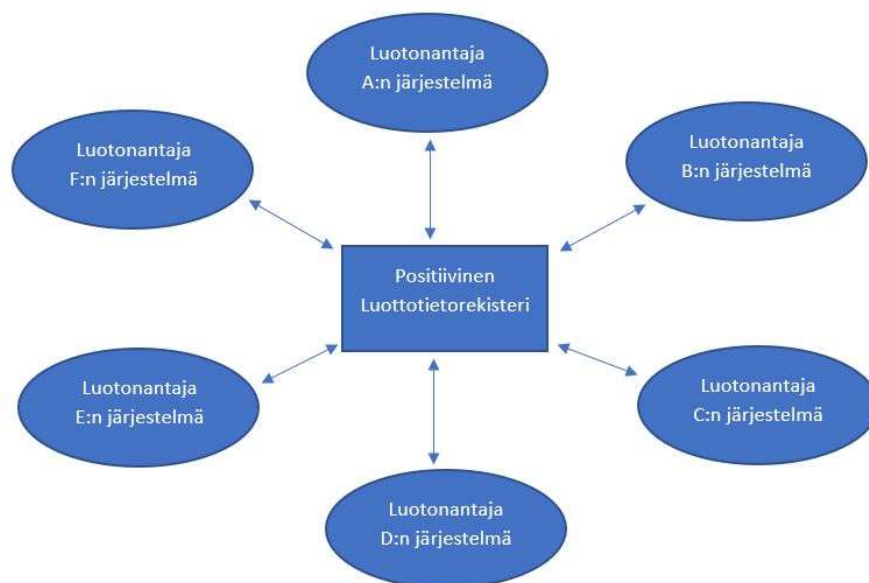 Luotonantaja
A:n järjestelmä
Luotonantaja
F:n järjestelmä
Luotonantaja
B:n järjestelmä
Positiivinen
Luottotietorekisteri
Luotonantaja
E:n järjestelmä
Luotonantaja
C:n järjestelmä
Luotonantaja
D:n järjestelmä